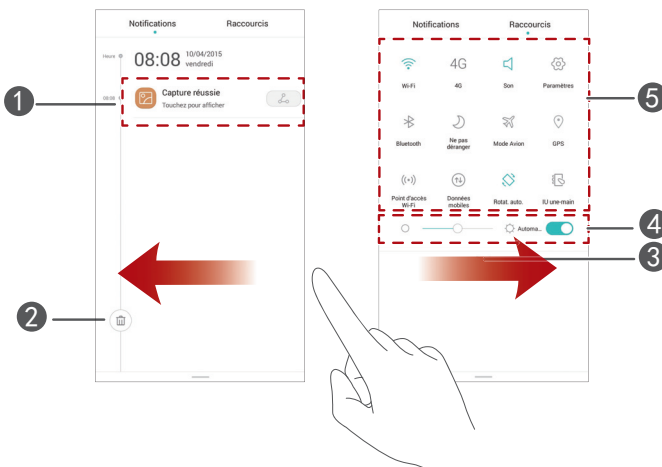 Notifications Raccourcis
Heure 08:08 10/04/2015
vendredi
08:08 Capture réussie
Touchez pour afficher
1
2
Notifications Raccourcis
4G
Wi-Fi 4G Son Paramètres
Bluetooth Ne pas déranger Mode Avion GPS
Point d'accès Wi-Fi Données mobiles Rotat. auto. IU une-main
Automa..
5
4
3